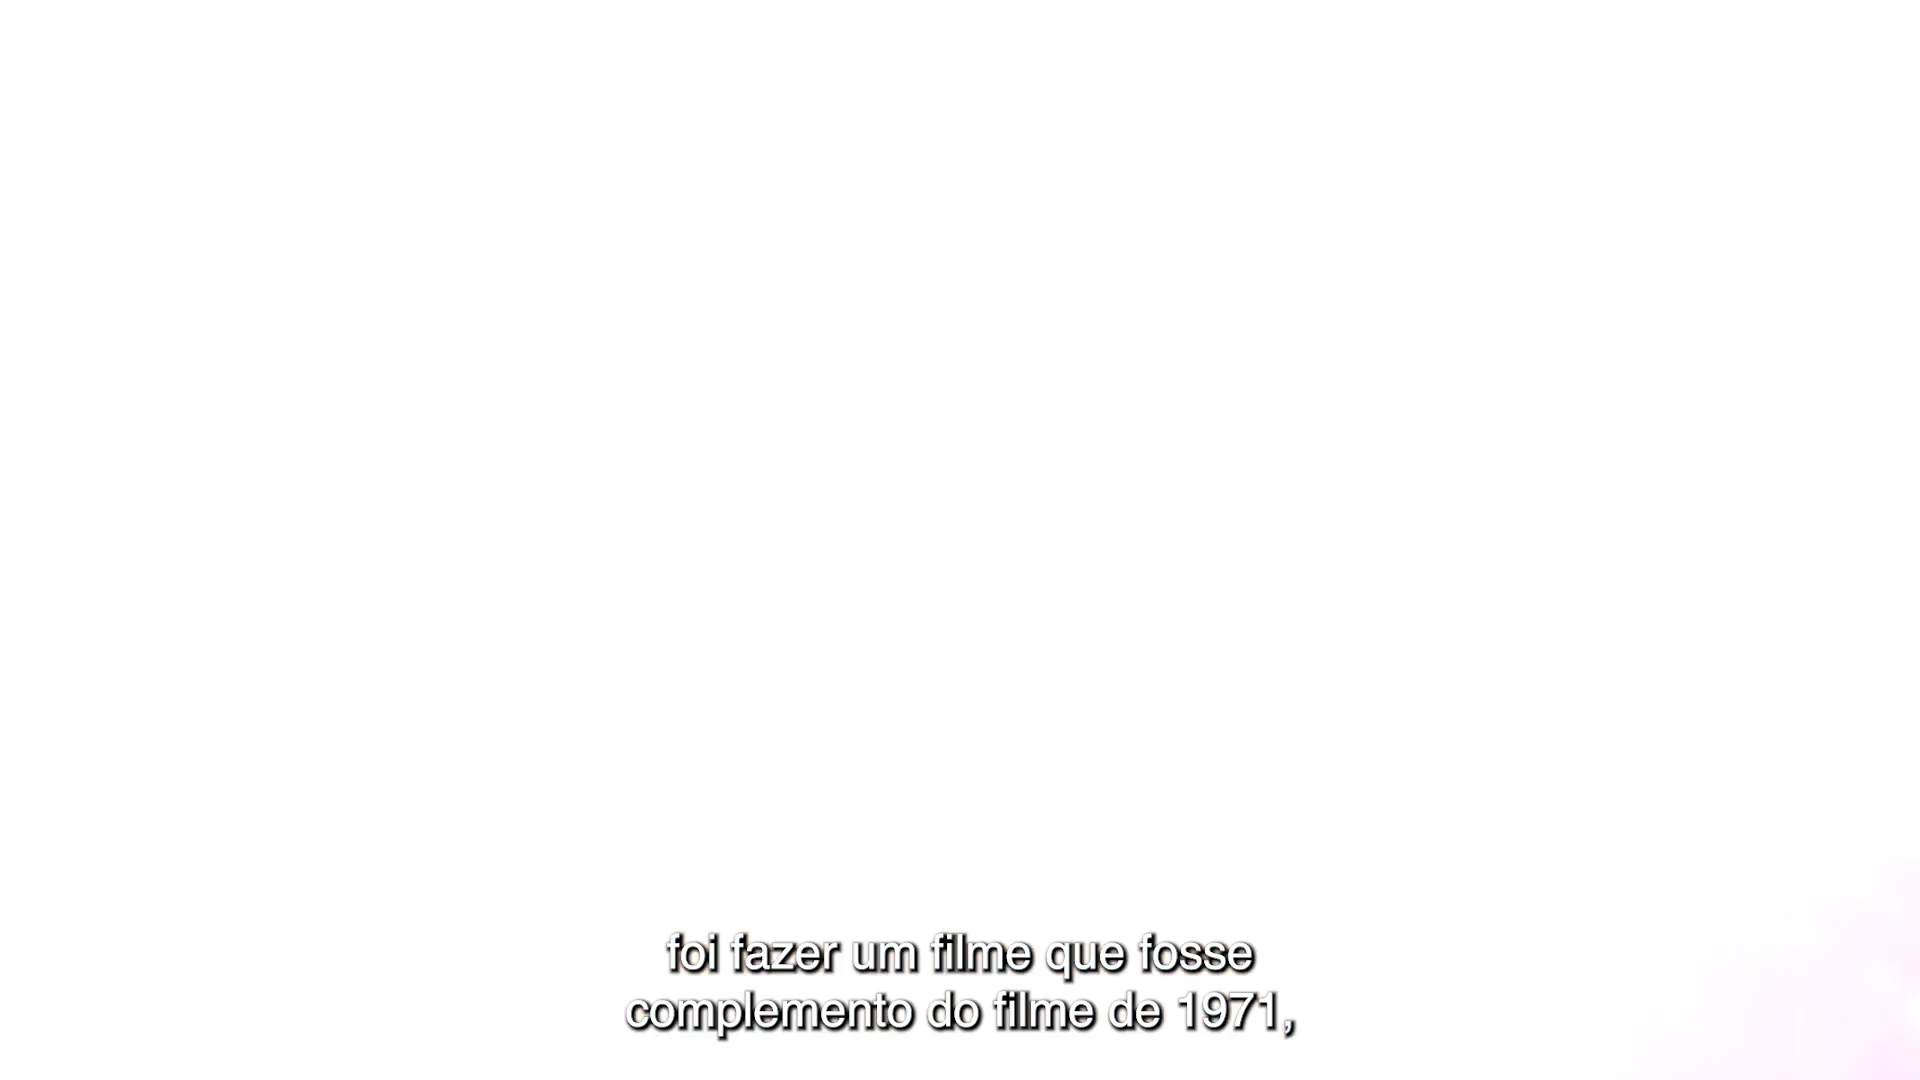 foi fazer um filme que fosse
complemento do filme de 1971,